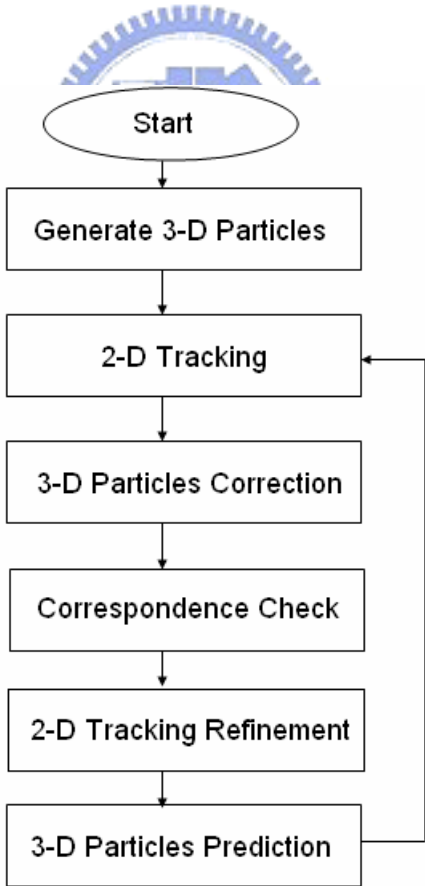 Start
Generate 3-D Particles
2-D Tracking
3-D Particles Correction
Correspondence Check
2-D Tracking Refinement
3-D Particles Prediction